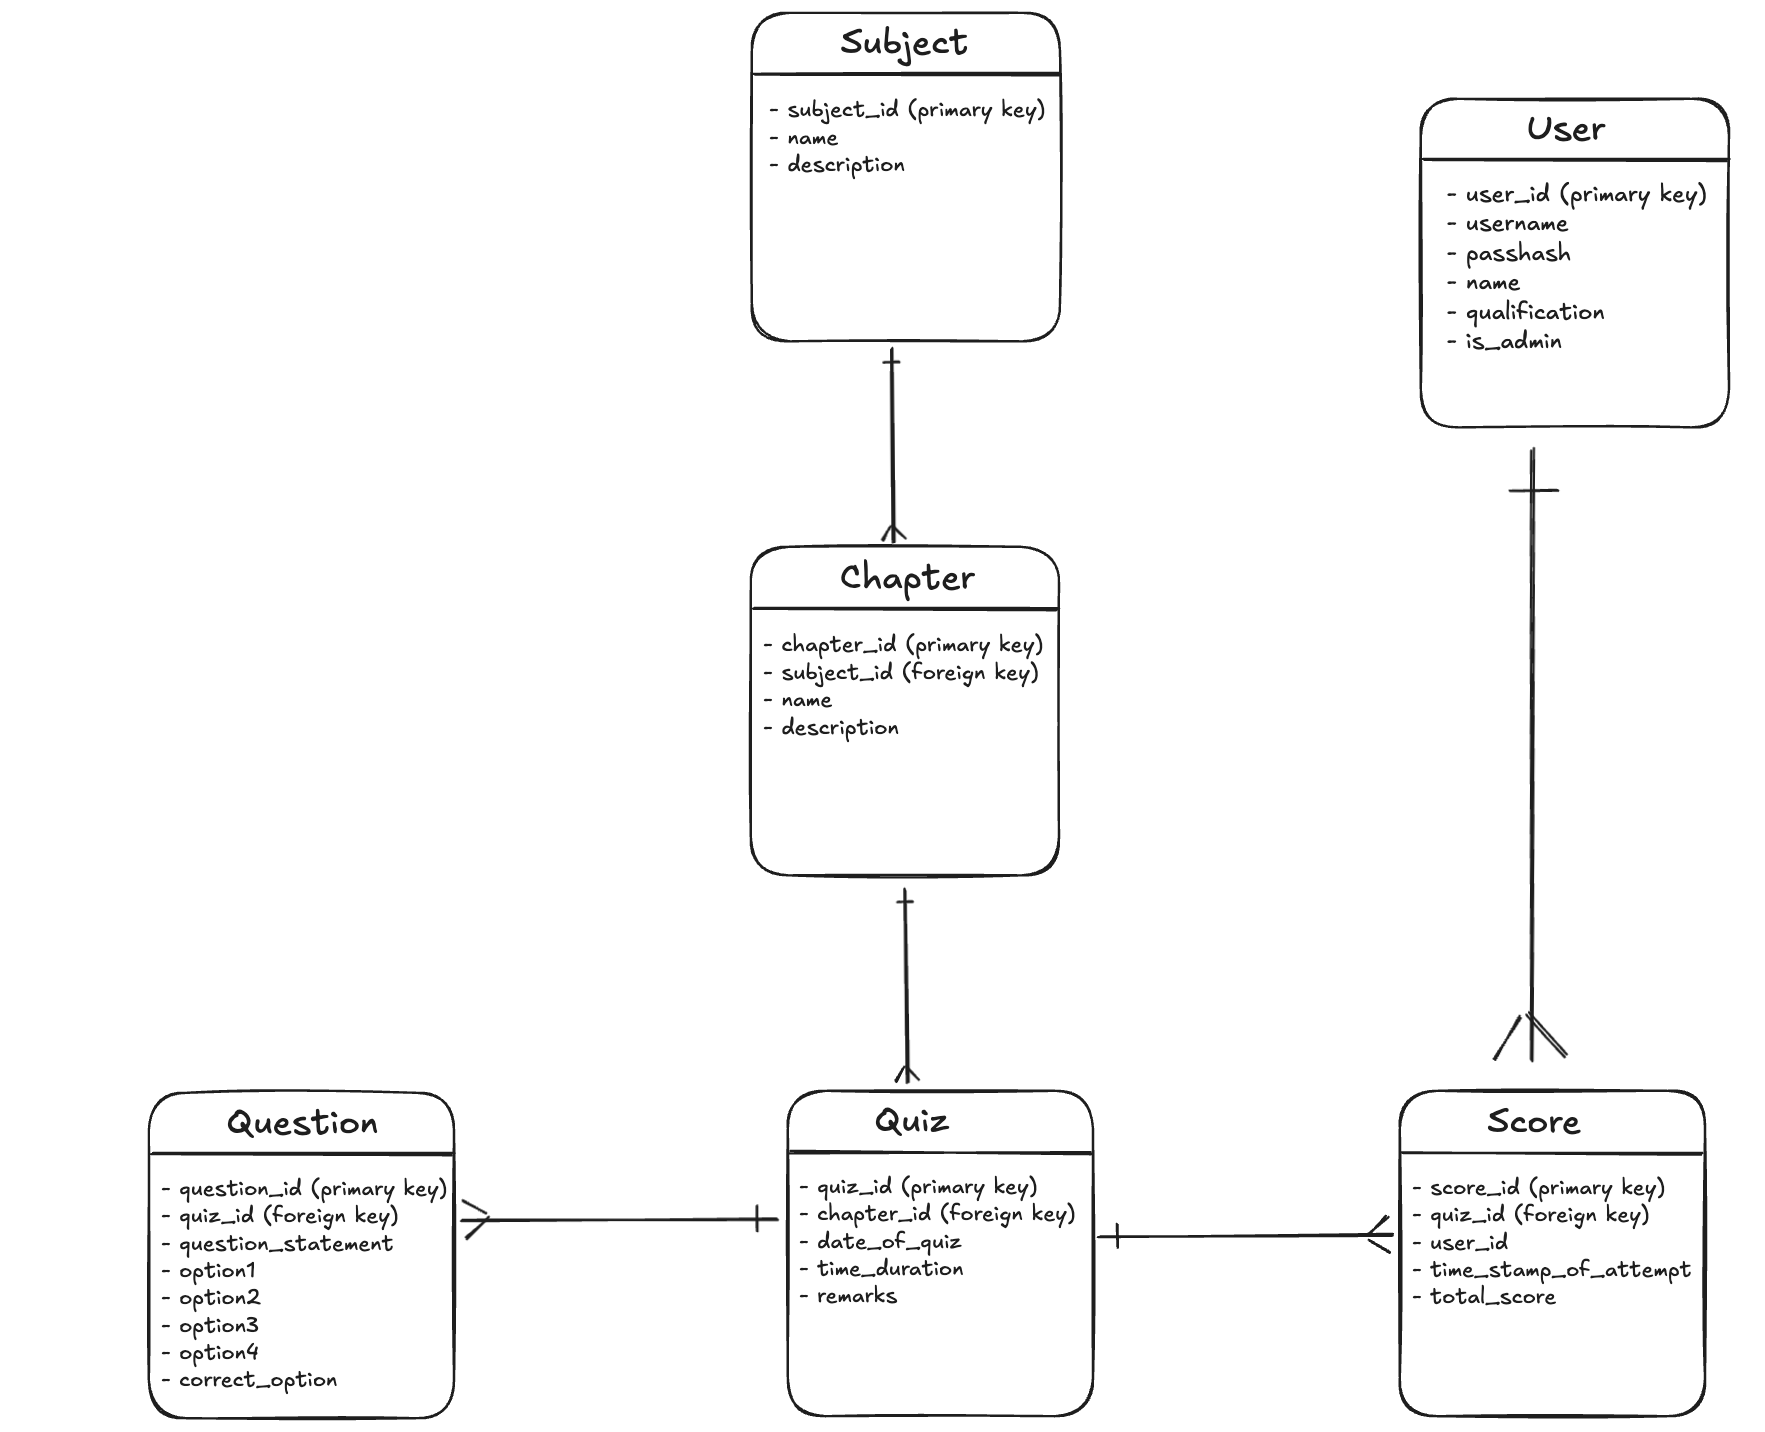 Subject
- subject_id (primary key)
- name
- description
User
- user_id (primary key)
- username
- passhash
- name
- qualification
- is_admin
Chapter
- chapter_id (primary key)
- subject_id (foreign key)
- name
- description
Question
- question_id (primary key)
- quiz_id (foreign key)
- question_statement
- option1
- option2
- option3
- option4
- correct_option
Quiz
- quiz_id (primary key)
- chapter_id (foreign key)
- date_of_quiz
- time_duration
- remarks
Score
- score_id (primary key)
- quiz_id (foreign key)
- user_id
- time_stamp_of_attempt
- total_score